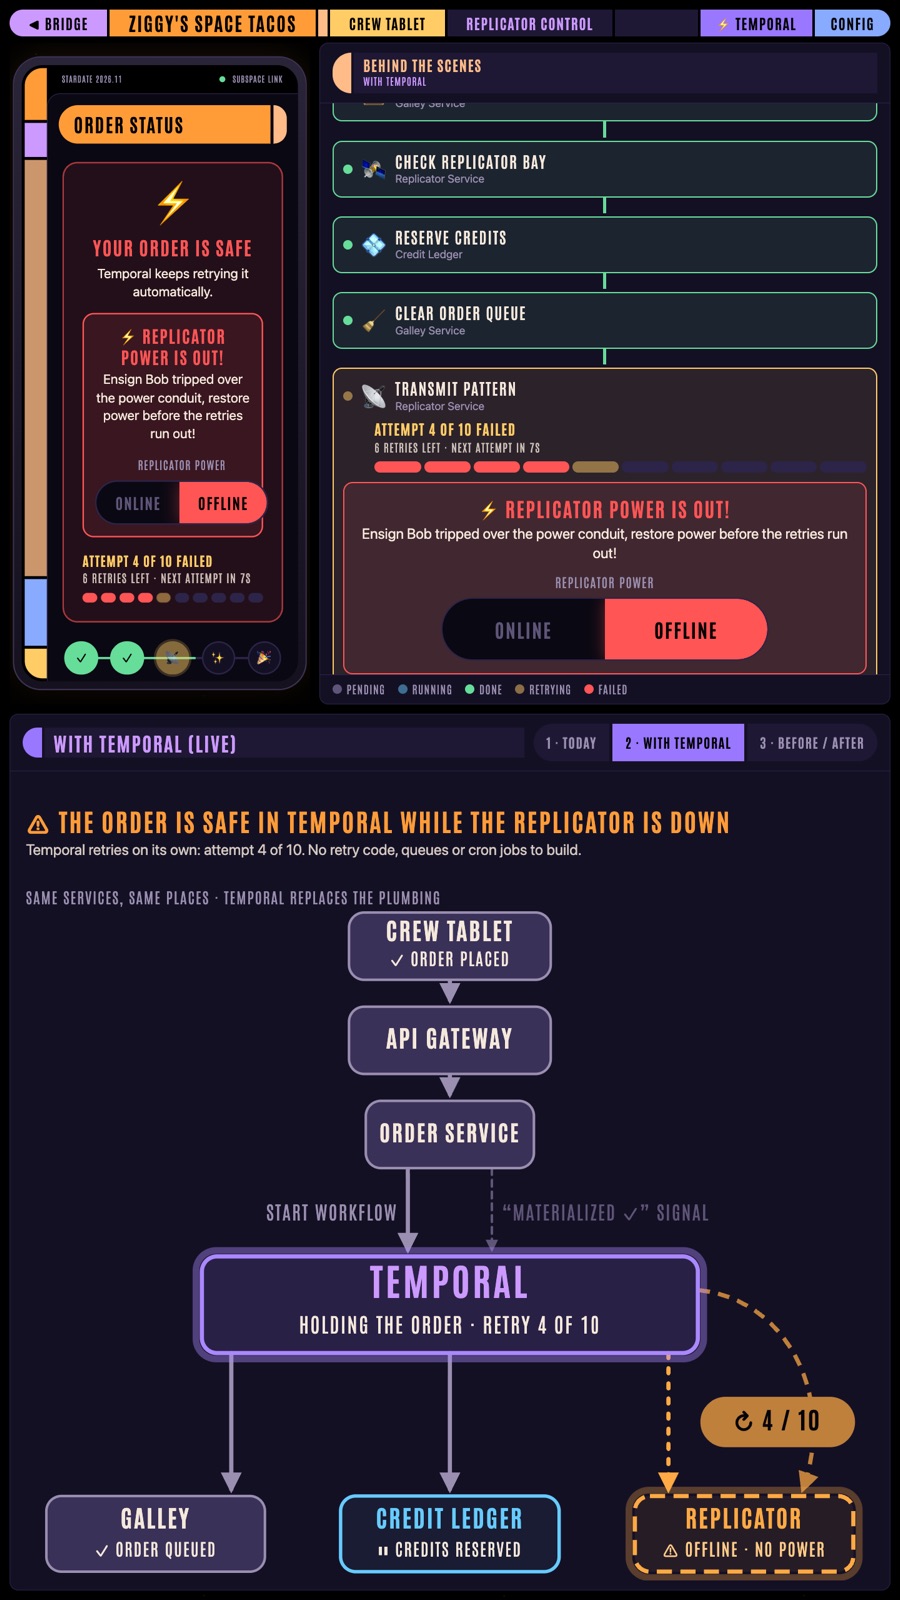 ◀ BRIDGE
ZIGGY'S SPACE TACOS
CREW TABLET
REPLICATOR CONTROL
⚡ TEMPORAL
CONFIG
STARDATE 2026.11
SUBSPACE LINK
ORDER STATUS
YOUR ORDER IS SAFE
Temporal keeps retrying it
automatically.
⚡ REPLICATOR
POWER IS OUT!
Ensign Bob tripped over
the power conduit, restore
power before the retries
run out!
REPLICATOR POWER
ONLINE
OFFLINE
ATTEMPT 4 OF 10 FAILED
6 RETRIES LEFT · NEXT ATTEMPT IN 7S
BEHIND THE SCENES
WITH TEMPORAL
Galley Service
CHECK REPLICATOR BAY
Replicator Service
RESERVE CREDITS
Credit Ledger
CLEAR ORDER QUEUE
Galley Service
TRANSMIT PATTERN
Replicator Service
ATTEMPT 4 OF 10 FAILED
6 RETRIES LEFT · NEXT ATTEMPT IN 7S
⚡ REPLICATOR POWER IS OUT!
Ensign Bob tripped over the power conduit, restore power before the retries run
out!
REPLICATOR POWER
ONLINE
OFFLINE
PENDING
RUNNING
DONE
RETRYING
FAILED
WITH TEMPORAL (LIVE)
1 · TODAY
2 · WITH TEMPORAL
3 · BEFORE / AFTER
⚠ THE ORDER IS SAFE IN TEMPORAL WHILE THE REPLICATOR IS DOWN
Temporal retries on its own: attempt 4 of 10. No retry code, queues or cron jobs to build.
SAME SERVICES, SAME PLACES · TEMPORAL REPLACES THE PLUMBING
CREW TABLET
✓ ORDER PLACED
API GATEWAY
ORDER SERVICE
START WORKFLOW
“MATERIALIZED ✓” SIGNAL
TEMPORAL
HOLDING THE ORDER · RETRY 4 OF 10
↻ 4 / 10
GALLEY
✓ ORDER QUEUED
CREDIT LEDGER
⏸ CREDITS RESERVED
REPLICATOR
⚠ OFFLINE · NO POWER